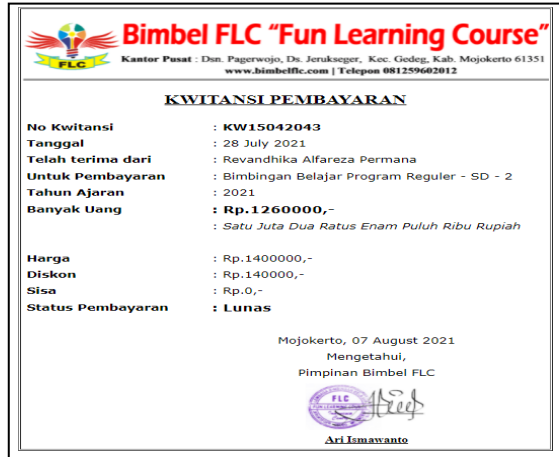 Bimbel FLC “Fun Learning Course”
FLC
Kantor Pusat : Dsn. Pagerwojo, Ds. Jerukseger, Kec. Gedeg, Kab. Mojokerto 61351
www.bimbelflc.com | Telepon 081259602012
KWITANSI PEMBAYARAN
No Kwitansi : KW15042043
Tanggal : 28 July 2021
Telah terima dari : Revandhika Alfareza Permana
Untuk Pembayaran : Bimbingan Belajar Program Reguler - SD - 2
Tahun Ajaran : 2021
Banyak Uang : Rp.1260000,-
: Satu Juta Dua Ratus Enam Puluh Ribu Rupiah
Harga : Rp.1400000,-
Diskon : Rp.140000,-
Sisa : Rp.0,-
Status Pembayaran : Lunas
Mojokerto, 07 August 2021
Mengetahui,
Pimpinan Bimbel FLC
FLC
Ari Ismawanto